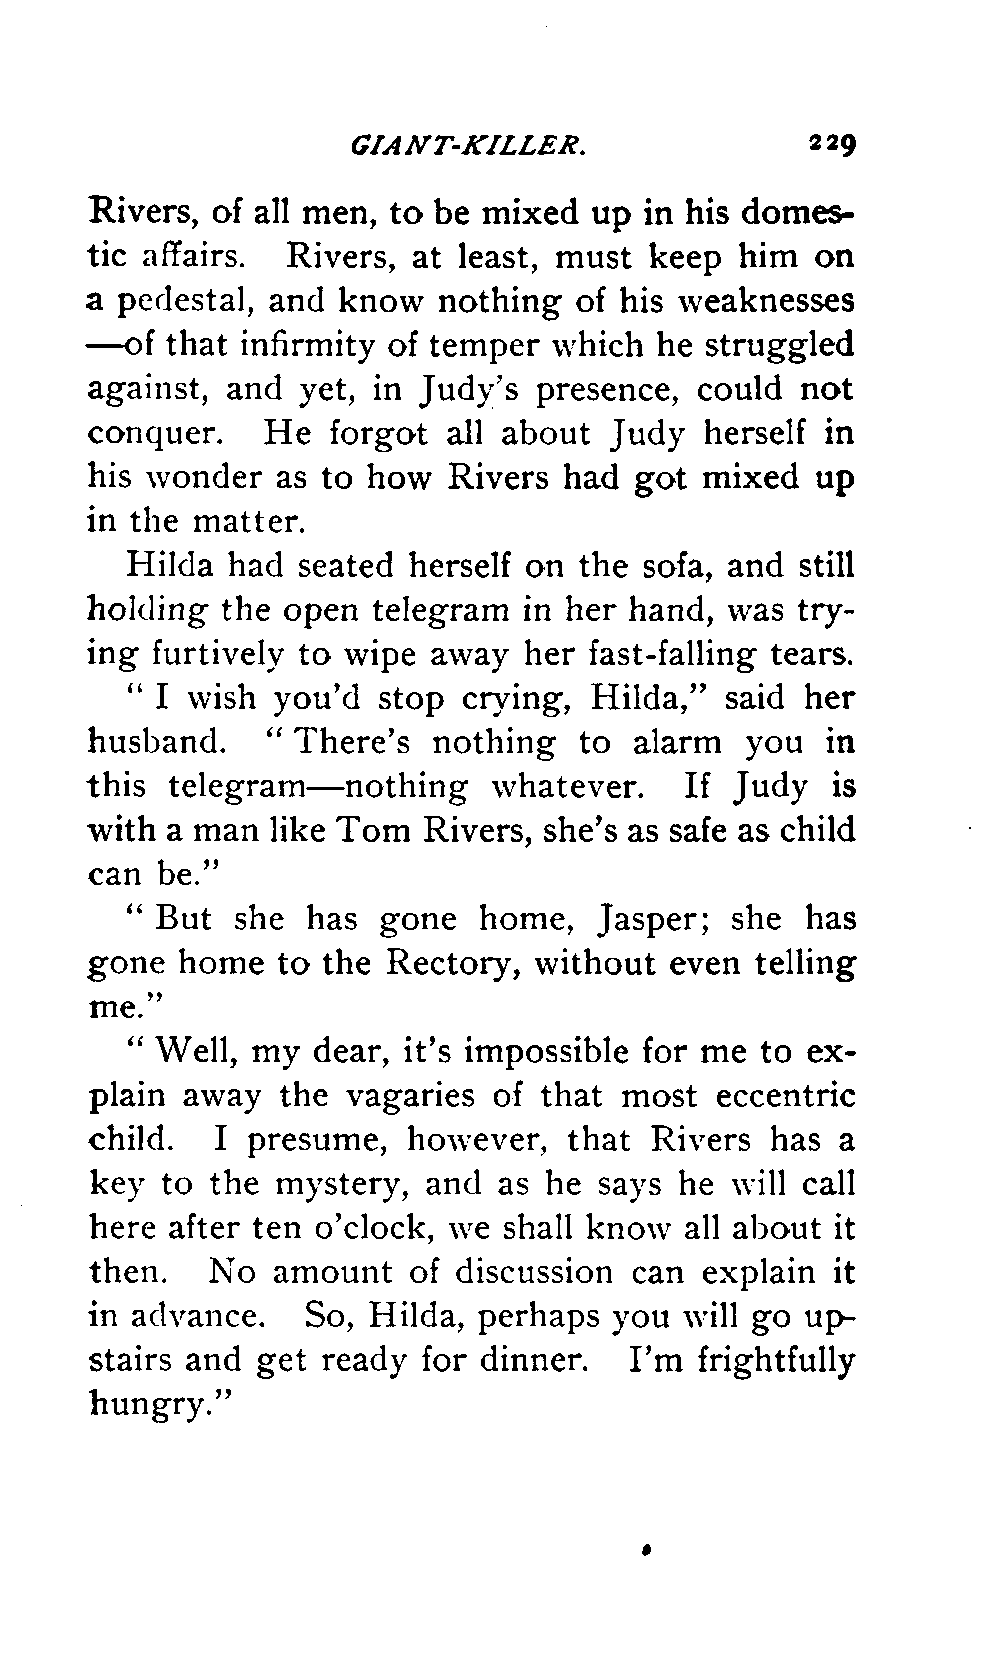 GIANT-KILLER. 229
Rivers, of all men, to be mixed up in his domes-
tic affairs. Rivers, at least, must keep him on
a pedestal, and know nothing of his weaknesses
—of that infirmity of temper which he struggled
against, and yet, in Judy's presence, could not
conquer. He forgot all about Judy herself in
his wonder as to how Rivers had got mixed up
in the matter.
Hilda had seated herself on the sofa, and still
holding the open telegram in her hand, was try-
ing furtively to wipe away her fast-falling tears.
" I wish you'd stop crying, Hilda," said her
husband. " There's nothing to alarm you in
this telegram—nothing whatever. If Judy is
with a man like Tom Rivers, she's as safe as child
can be."
" But she has gone home, Jasper; she has
gone home to the Rectory, without even telling
me."
" Well, my dear, it's impossible for me to ex-
plain away the vagaries of that most eccentric
child. I presume, however, that Rivers has a
key to the mystery, and as he says he will call
here after ten o'clock, we shall know all about it
then. No amount of discussion can explain it
in advance. So, Hilda, perhaps you will go up-
stairs and get ready for dinner. I'm frightfully
hungry."